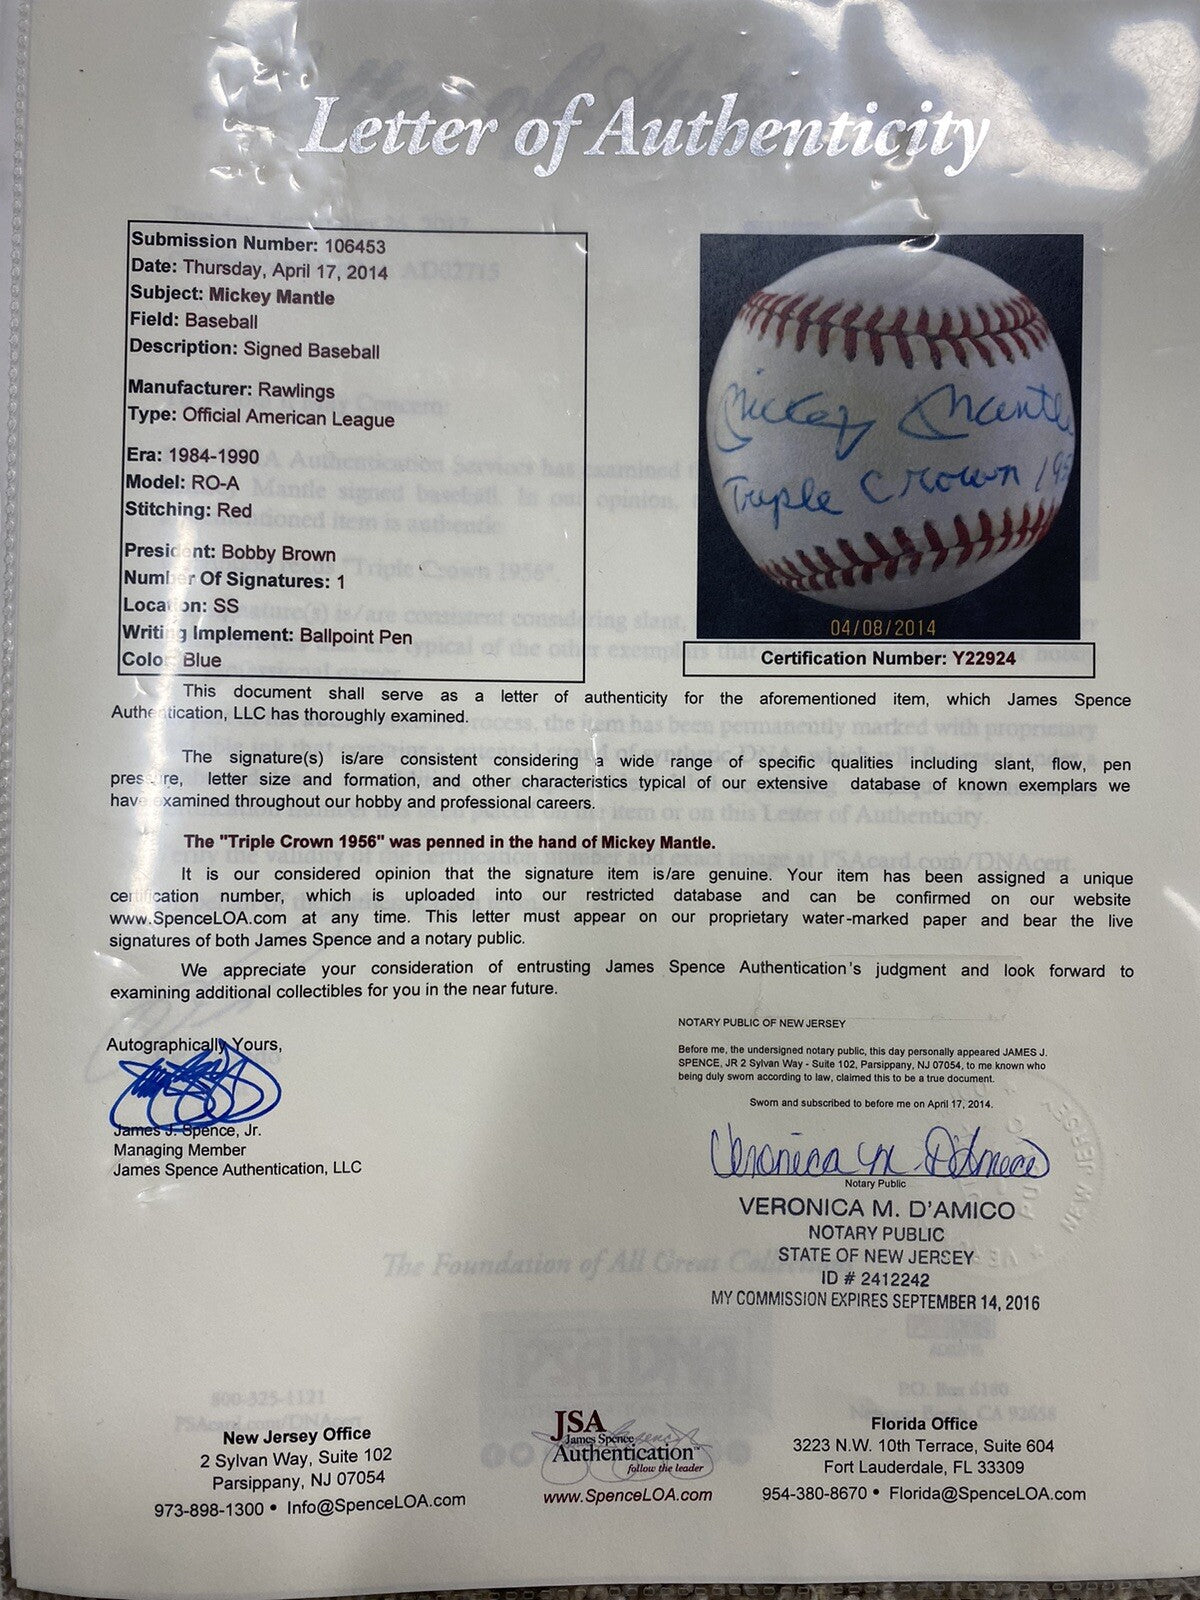 Letter of Authenticity
Submission Number: 106453
Date: Thursday, April 17, 2014
Subject: Mickey Mantle
Field: Baseball
Description: Signed Baseball
Manufacturer: Rawlings
Type: Official American League
Era: 1984-1990
Model: RO-A
Stitching: Red
President: Bobby Brown
Number Of Signatures: 1
Location: SS
Writing Implement: Ballpoint Pen
Color: Blue
Mickey Mantle
Triple Crown 195
04/08/2014
Certification Number: Y22924
This document shall serve as a letter of authenticity for the aforementioned item, which James Spence
Authentication, LLC has thoroughly examined.
The signature(s) is/are consistent considering a wide range of specific qualities including slant, flow, pen
pressure, letter size and formation, and other characteristics typical of our extensive database of known exemplars we
have examined throughout our hobby and professional careers.
The "Triple Crown 1956" was penned in the hand of Mickey Mantle.
It is our considered opinion that the signature item is/are genuine. Your item has been assigned a unique
certification number, which is uploaded into our restricted database and can be confirmed on our website
www.SpenceLOA.com at any time. This letter must appear on our proprietary water-marked paper and bear the live
signatures of both James Spence and a notary public.
We appreciate your consideration of entrusting James Spence Authentication's judgment and look forward to
examining additional collectibles for you in the near future.
Autographically Yours,
James J. Spence, Jr.
Managing Member
James Spence Authentication, LLC
NOTARY PUBLIC OF NEW JERSEY
Before me, the undersigned notary public, this day personally appeared JAMES J.
SPENCE, JR 2 Sylvan Way - Suite 102, Parsippany, NJ 07054, to me known who
being duly sworn according to law, claimed this to be a true document.
Sworn and subscribed to before me on April 17, 2014.
Veronica M. D'Amico
Notary Public
VERONICA M. D'AMICO
NOTARY PUBLIC
STATE OF NEW JERSEY
ID # 2412242
MY COMMISSION EXPIRES SEPTEMBER 14, 2016
The Foundation of All Great
800-325-1121
New Jersey Office
2 Sylvan Way, Suite 102
Parsippany, NJ 07054
973-898-1300 • Info@SpenceLOA.com
JSA
James Spence
Authentication™
follow the leader
www.SpenceLOA.com
Florida Office
3223 N.W. 10th Terrace, Suite 604
Fort Lauderdale, FL 33309
954-380-8670 • Florida@SpenceLOA.com